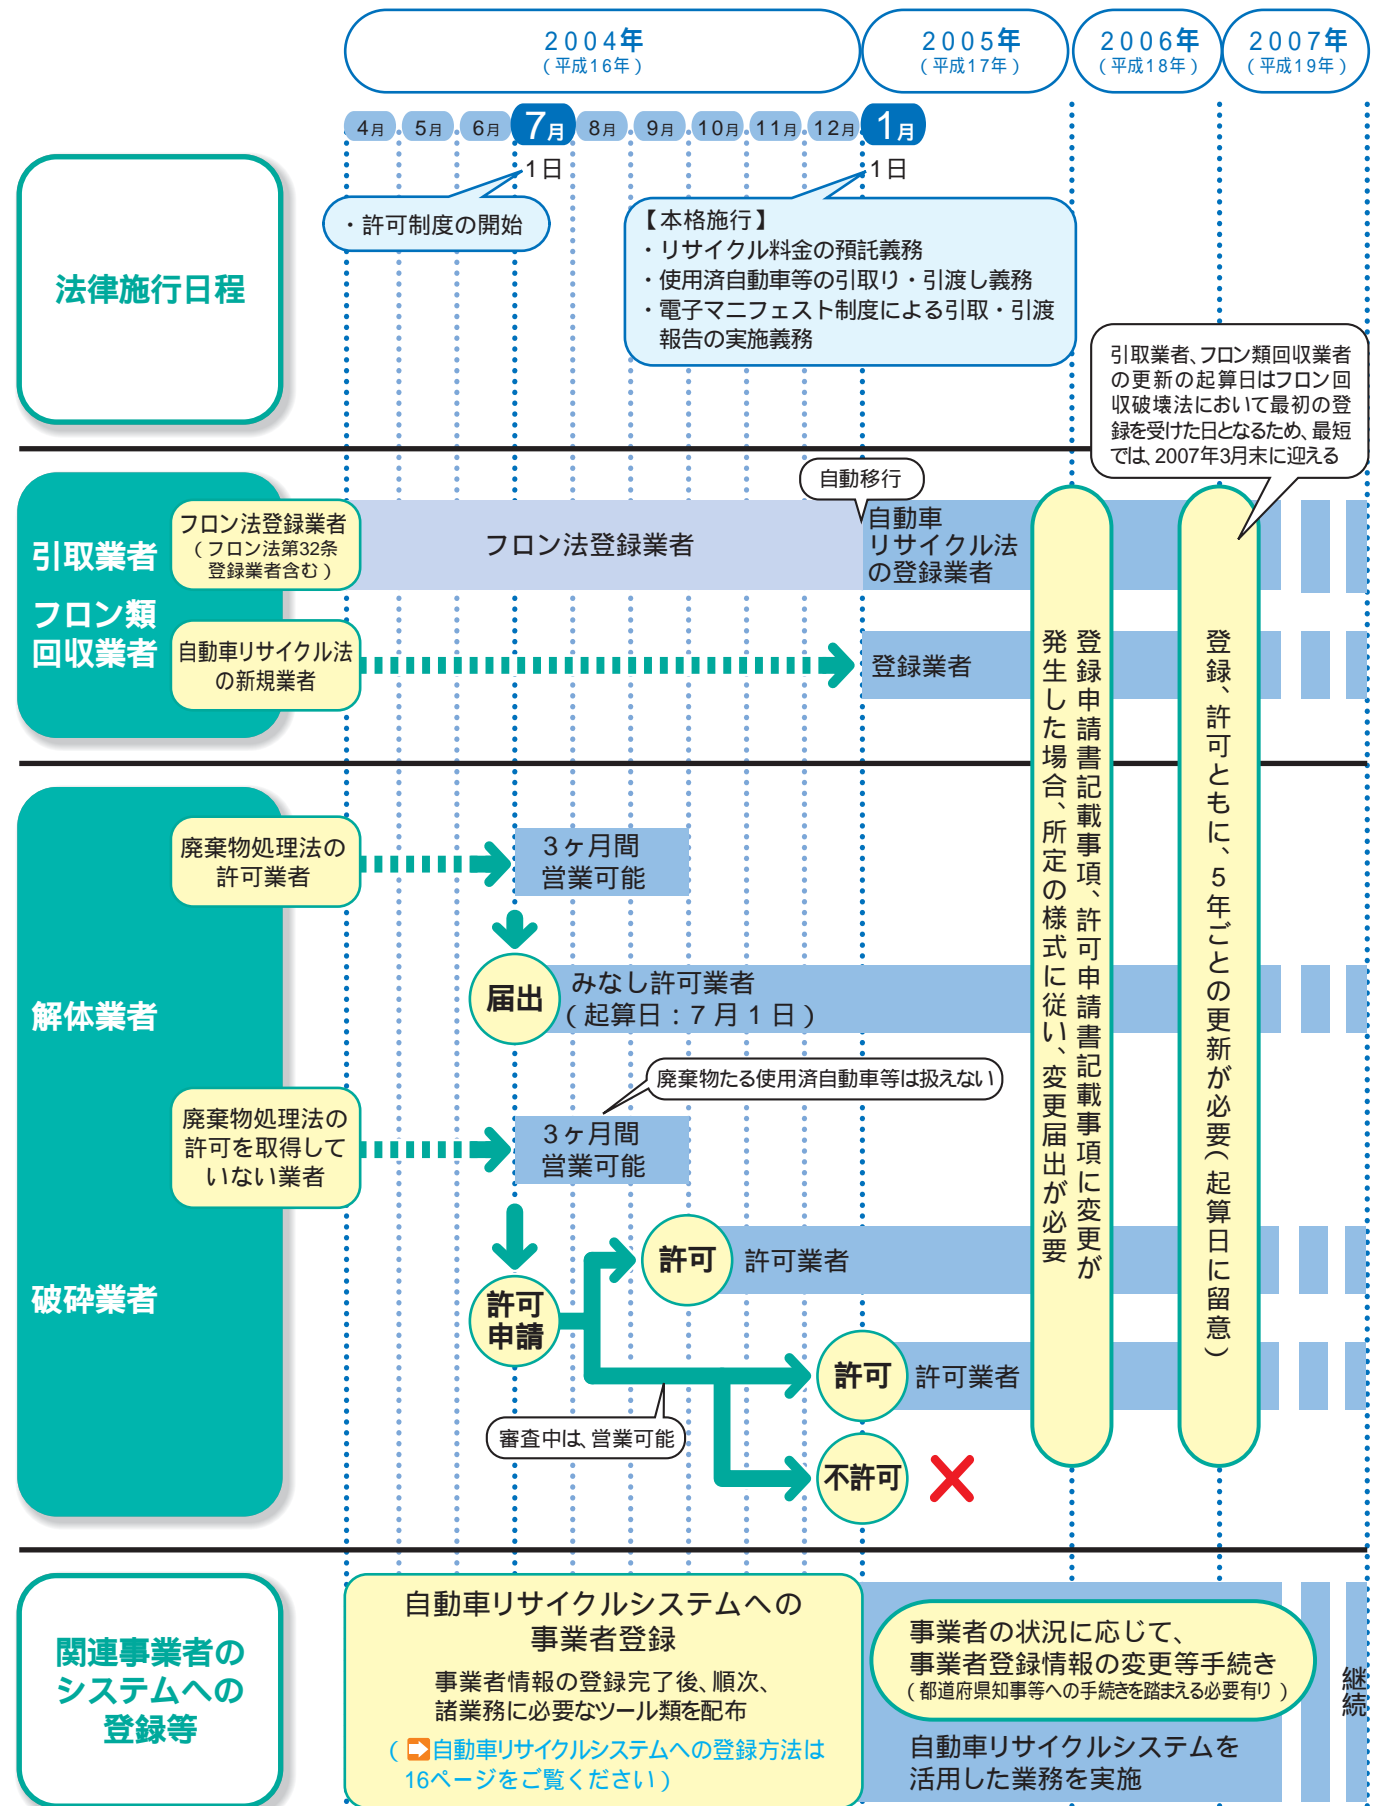 2004年
（平成16年）
2005年
（平成17年）
2006年
（平成18年）
2007年
（平成19年）
4月
5月
6月
7月
8月
9月
10月
11月
12月
1月
1日
1日
法律施行日程
・許可制度の開始
【本格施行】
・リサイクル料金の預託義務
・使用済自動車等の引取り・引渡し義務
・電子マニフェスト制度による引取・引渡
報告の実施義務
引取業者、フロン類回収業者
の更新の起算日はフロン回
収破壊法において最初の登
録を受けた日となるため、最短
では、2007年3月末に迎える
引取業者
フロン類
回収業者
フロン法登録業者
（フロン法第32条
登録業者含む）
フロン法登録業者
自動移行
自動車
リサイクル法
の登録業者
自動車リサイクル法
の新規業者
登録業者
登録申請書記載事項、許可申請書記載事項に変更が
発生した場合、所定の様式に従い、変更届出が必要
登録、許可ともに、5年ごとの更新が必要（起算日に留意）
解体業者
破砕業者
廃棄物処理法の
許可業者
3ヶ月間
営業可能
届出
みなし許可業者
（起算日：7月1日）
廃棄物たる使用済自動車等は扱えない
廃棄物処理法の
許可を取得して
いない業者
3ヶ月間
営業可能
許可
申請
許可
許可業者
許可
許可業者
審査中は、営業可能
不許可
関連事業者の
システムへの
登録等
自動車リサイクルシステムへの
事業者登録
事業者情報の登録完了後、順次、
諸業務に必要なツール類を配布
（➡自動車リサイクルシステムへの登録方法は
16ページをご覧ください）
事業者の状況に応じて、
事業者登録情報の変更等手続き
（都道府県知事等への手続きを踏まえる必要有り）
自動車リサイクルシステムを
活用した業務を実施
継続